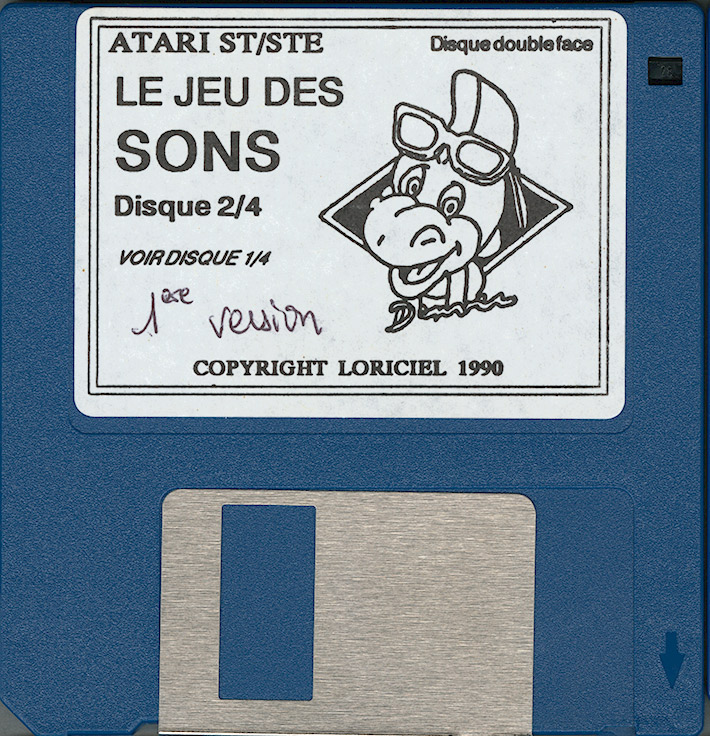 ATARI ST/STE
Disque double face
LE JEU DES
SONS
Disque 2/4
VOIR DISQUE 1/4
1ere version
COPYRIGHT LORICIEL 1990